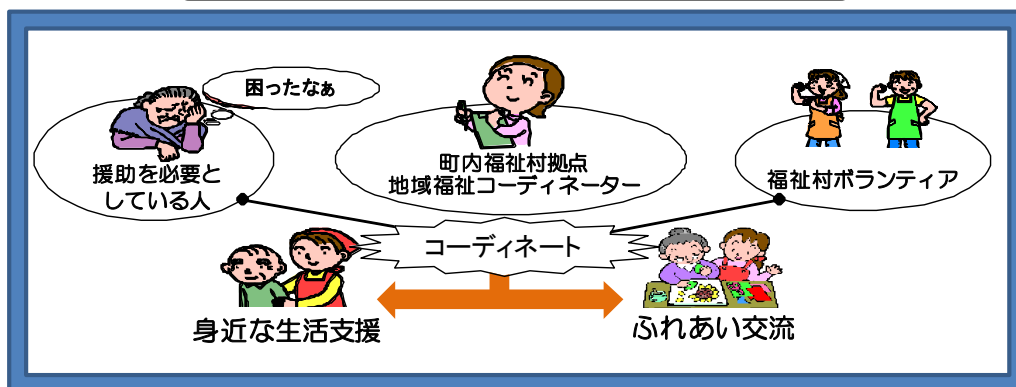 困ったなぁ
援助を必要と
している人
町内福祉村拠点
地域福祉コーディネーター
福祉村ボランティア
コーディネート
身近な生活支援
ふれあい交流